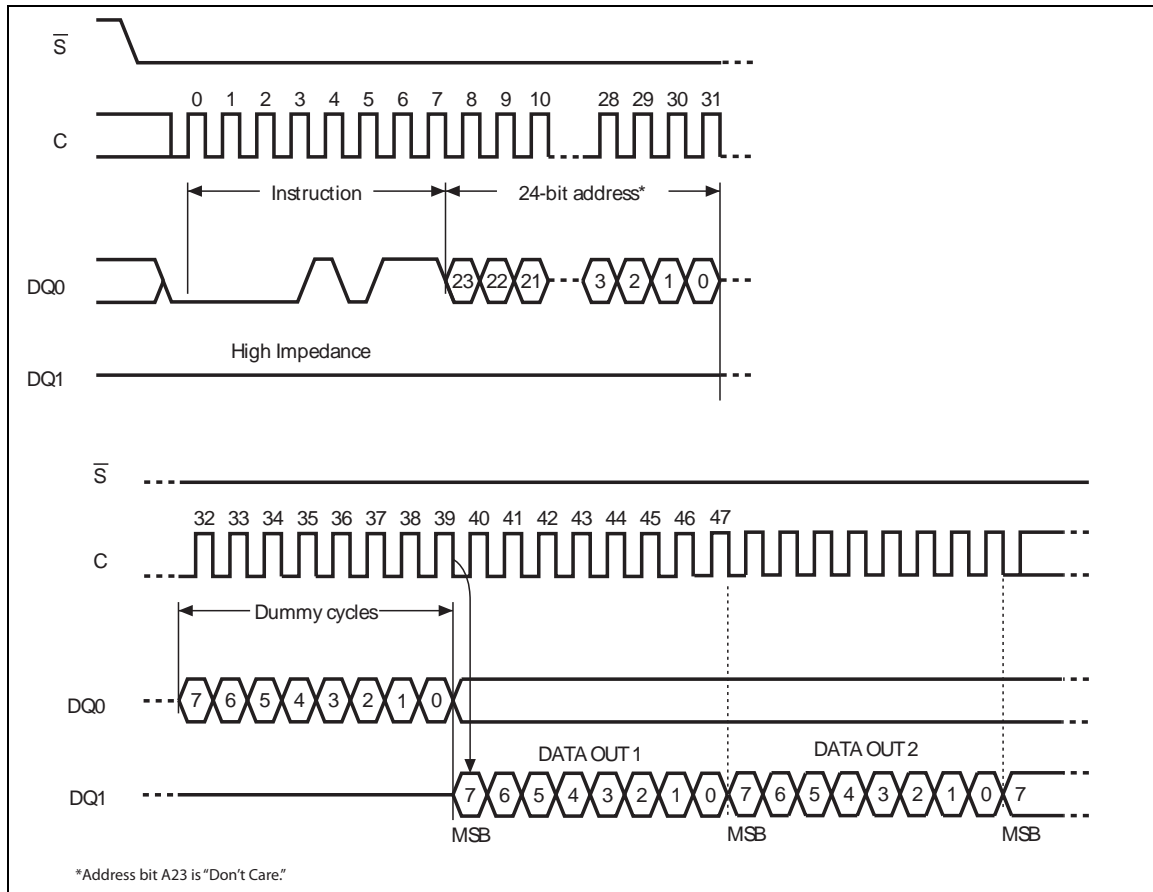 S
0 1 2 3 4 5 6 7 8 9 10 28 29 30 31
C
Instruction 24-bit address*
DQ0 23 22 21 3 2 1 0
High Impedance
DQ1
S
32 33 34 35 36 37 38 39 40 41 42 43 44 45 46 47
C
Dummy cycles
DQ0 7 6 5 4 3 2 1 0
DATA OUT 1 DATA OUT 2
DQ1 7 6 5 4 3 2 1 0 7 6 5 4 3 2 1 0 7
MSB MSB MSB
*Address bit A23 is “Don’t Care.”